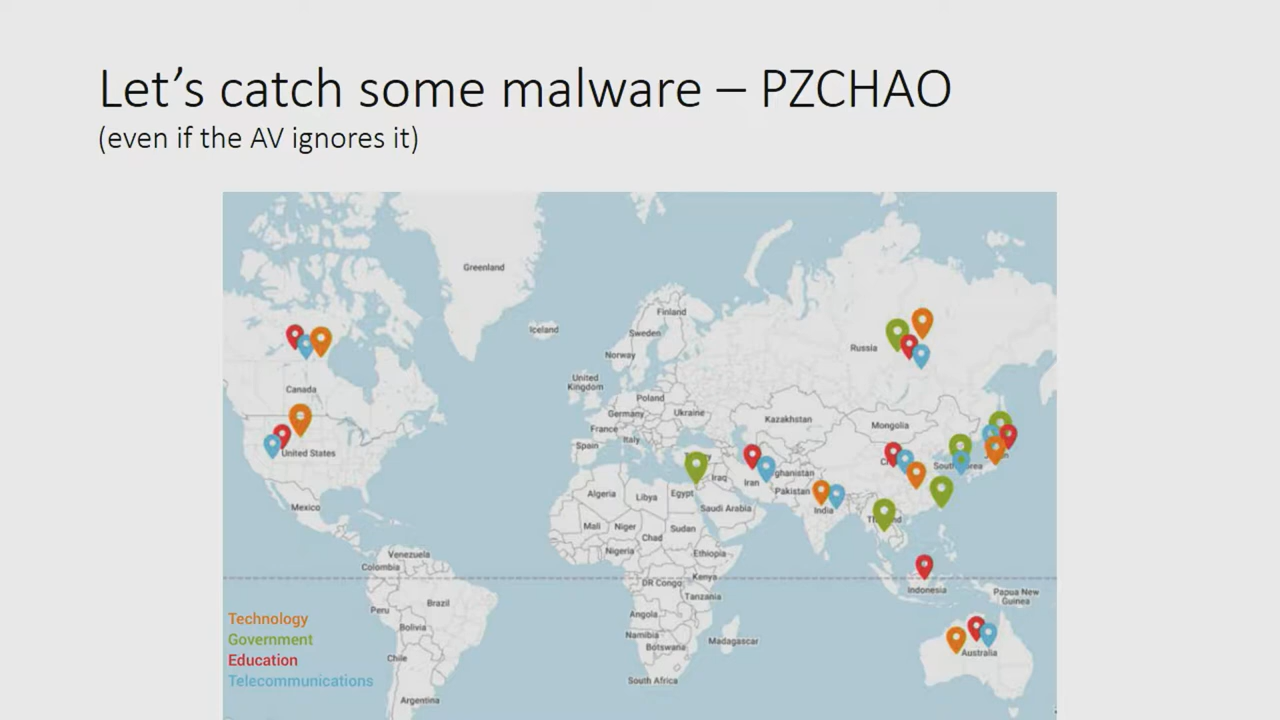 Let's catch some malware – PZCHAO
(even if the AV ignores it)
Greenland
Finland
Iceland
Sweden
Russia
Norway
United
Kingdom
Canada
Poland
Germany
Ukraine
Kazakhstan
Mongolia
France
Italy
Spain
United States
Iraq
Iran
Pakistan
Algeria
Libya
Egypt
Mexico
Saudi Arabia
India
Mali
Niger
Sudan
Chad
Nigeria
Ethiopia
Venezuela
Colombia
DR Congo
Kenya
Indonesia
Papua New
Guinea
Tanzania
Brazil
Peru
Angola
Technology
Bolivia
Namibia
Madagascar
Government
Botswana
Australia
Education
Chile
Telecommunications
South Africa
Argentina